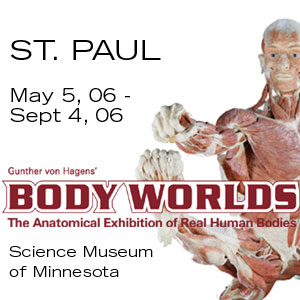 ST. PAUL
May 5, 06 -
Sept 4, 06
Gunther von Hagens'
BODY WORLDS
The Anatomical Exhibition of Real Human Bodies
Science Museum
of Minnesota